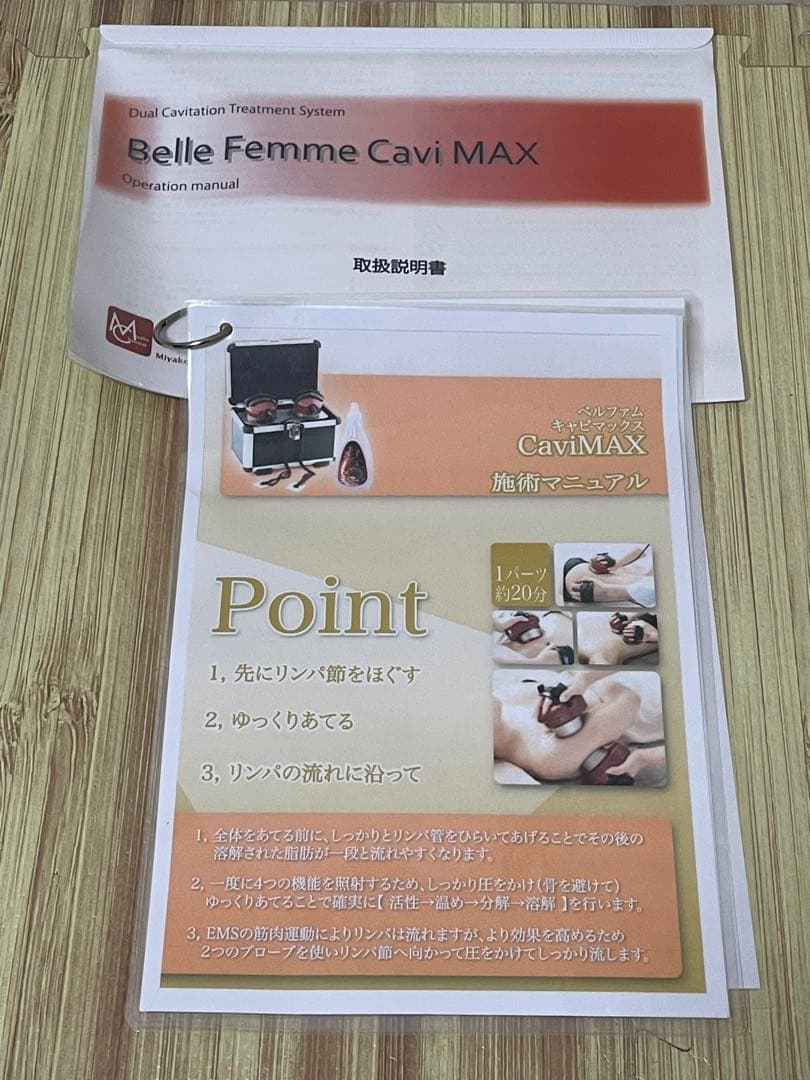 Dual Cavitation Treatment System
Belle Femme Cavi MAX
Operation manual
取扱説明書
MC
ベルファム
キャビマックス
CaviMAX
施術マニュアル
1パーツ
約20分
Point
1, 先にリンパ節をほぐす
2, ゆっくりあてる
3, リンパの流れに沿って
1, 全体をあてる前に、しっかりとリンパ管をひらいてあげることでその後の
溶解された脂肪が一段と流れやすくなります。
2, 一度に4つの機能を照射するため、しっかり圧をかけ（骨を避けて）
ゆっくりあてることで確実に【 活性→温め→分解→溶解 】を行います。
3, EMSの筋肉運動によりリンパは流れますが、より効果を高めるため
2つのプローブを使いリンパ節へ向かって圧をかけてしっかり流します。